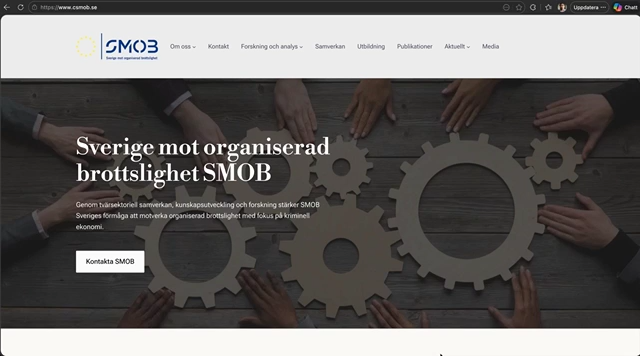 https://www.csmob.se
Uppdatera
Chatt
SMOB
Sverige mot organiserad brottslighet
Om oss
Kontakt
Forskning och analys
Samverkan
Utbildning
Publikationer
Aktuellt
Media
Sverige mot organiserad
brottslighet SMOB
Genom tvärsektoriell samverkan, kunskapsutveckling och forskning stärker SMOB
Sveriges förmåga att motverka organiserad brottslighet med fokus på kriminell
ekonomi.
Kontakta SMOB